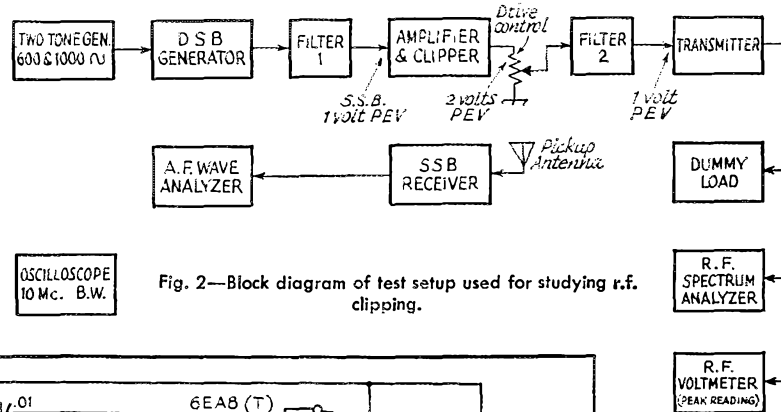 TWO TONE GEN.
600 & 1000 ~
D S B
GENERATOR
FILTER
1
AMPLIFIER
& CLIPPER
Drive
control
FILTER
2
TRANSMITTER
S.S.B.
1 volt PEV
2 volts
PEV
1 volt
PEV
A.F. WAVE
ANALYZER
SSB
RECEIVER
Pickup
Antenna
DUMMY
LOAD
OSCILLOSCOPE
10 Mc. B.W.
Fig. 2—Block diagram of test setup used for studying r.f.
clipping.
R.F.
SPECTRUM
ANALYZER
R.F.
VOLTMETER
(PEAK READING)
.01
6EA8 (T)